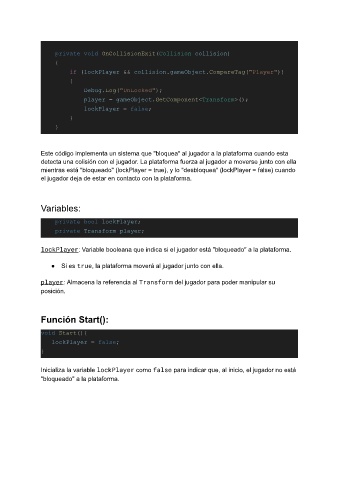 private void OnCollisionExit(Collision collision)
{
if (lockPlayer && collision.gameObject.CompareTag("Player"))
{
Debug.Log("UnLocked");
player = gameObject.GetComponent<Transform>();
lockPlayer = false;
}
}
Este código implementa un sistema que "bloquea" al jugador a la plataforma cuando esta
detecta una colisión con el jugador. La plataforma fuerza al jugador a moverse junto con ella
mientras está "bloqueado" (lockPlayer = true), y lo "desbloquea" (lockPlayer = false) cuando
el jugador deja de estar en contacto con la plataforma.
Variables:
private bool lockPlayer;
private Transform player;
lockPlayer: Variable booleana que indica si el jugador está "bloqueado" a la plataforma.
● Si es true, la plataforma moverá al jugador junto con ella.
player: Almacena la referencia al Transform del jugador para poder manipular su
posición.
Función Start():
void Start(){
lockPlayer = false;
}
Inicializa la variable lockPlayer como false para indicar que, al inicio, el jugador no está
"bloqueado" a la plataforma.